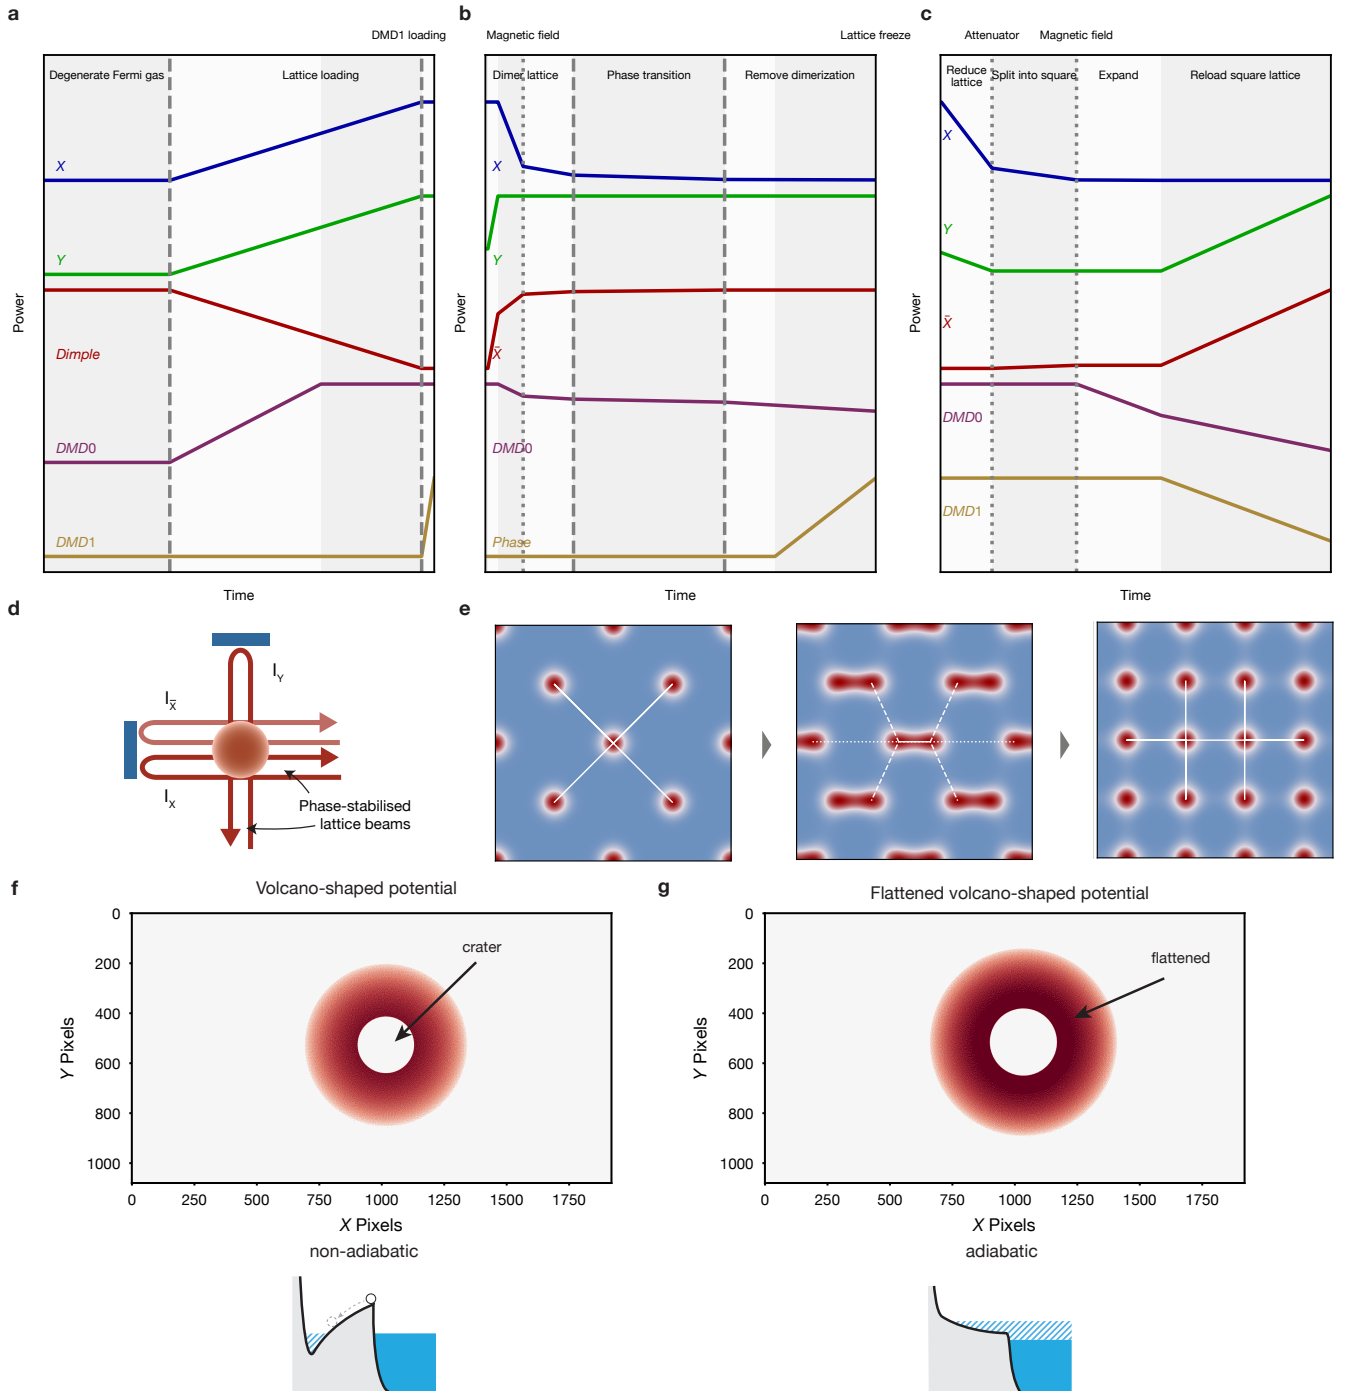 a
b
c
DMD1 loading
Magnetic field
Lattice freeze
Attenuator
Magnetic field
Degenerate Fermi gas
Lattice loading
X
Y
Dimple
DMD0
DMD1
Power
Time
Dimer lattice
Phase transition
Remove dimerization
X
Y
X̄
DMD0
Phase
Power
Time
Reduce
lattice
Split into square
Expand
Reload square lattice
X
Y
X̄
DMD0
DMD1
Power
Time
d
I_Y
I_X̄
I_X
Phase-stabilised
lattice beams
e
f
Volcano-shaped potential
crater
0
200
400
600
800
1000
Y Pixels
0
250
500
750
1000
1250
1500
1750
X Pixels
non-adiabatic
g
Flattened volcano-shaped potential
flattened
0
200
400
600
800
1000
Y Pixels
0
250
500
750
1000
1250
1500
1750
X Pixels
adiabatic